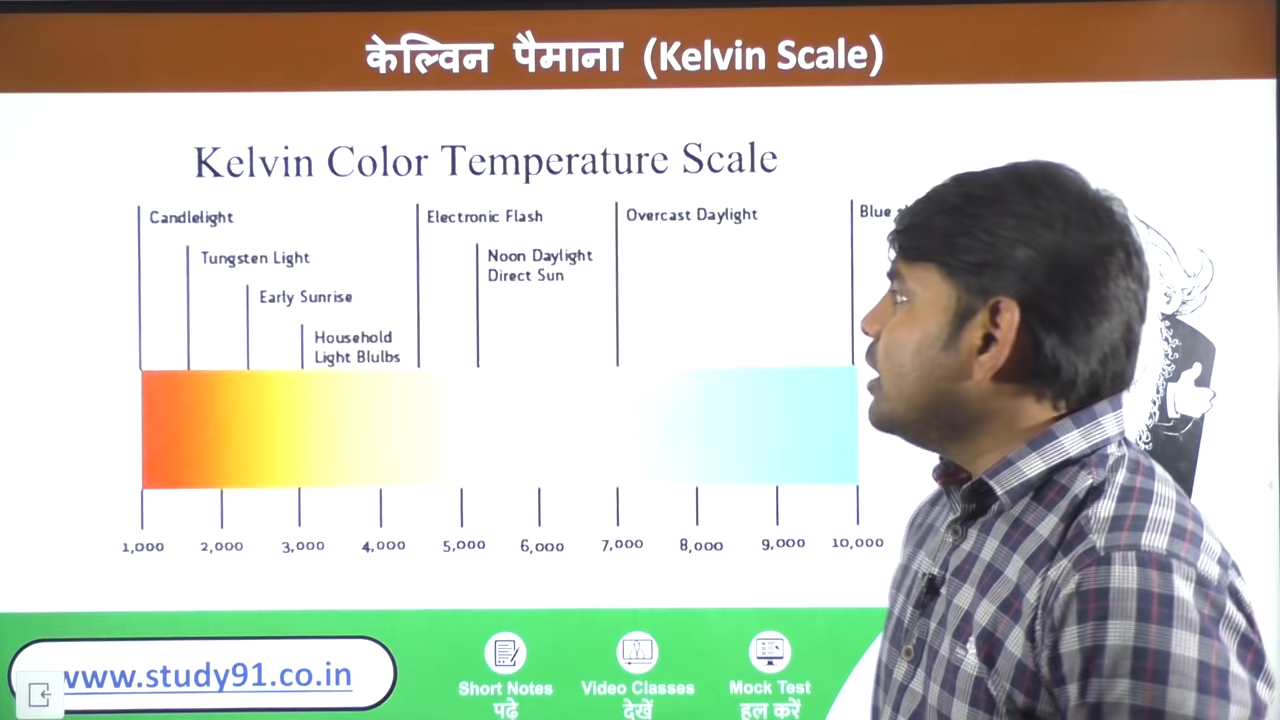 केल्विन पैमाना (Kelvin Scale)
Kelvin Color Temperature Scale
Candlelight
Electronic Flash
Overcast Daylight
Blue
Tungsten Light
Noon Daylight
Direct Sun
Early Sunrise
Household
Light Blulbs
1,000 2,000 3,000 4,000 5,000 6,000 7,000 8,000 9,000 10,000
www.study91.co.in
Short Notes
पढ़े
Video Classes
देखें
Mock Test
हल करें